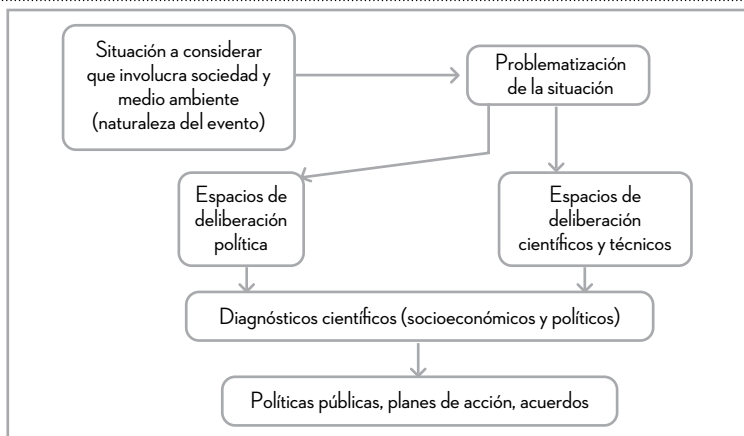 Situación a considerar
que involucra sociedad y
medio ambiente
(naturaleza del evento)
Problematización
de la situación
Espacios de
deliberación
política
Espacios de
deliberación
científicos y técnicos
Diagnósticos científicos (socioeconómicos y políticos)
Políticas públicas, planes de acción, acuerdos